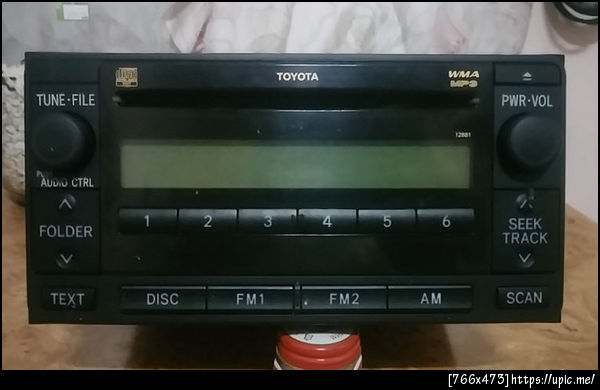 TOYOTA
WMA
MP3
TUNE·FILE
PWR·VOL
12881
AUDIO CTRL
1 2 3 4 5 6
FOLDER
SEEK
TRACK
TEXT DISC FM1 FM2 AM SCAN
[766x473]https://upic.me/